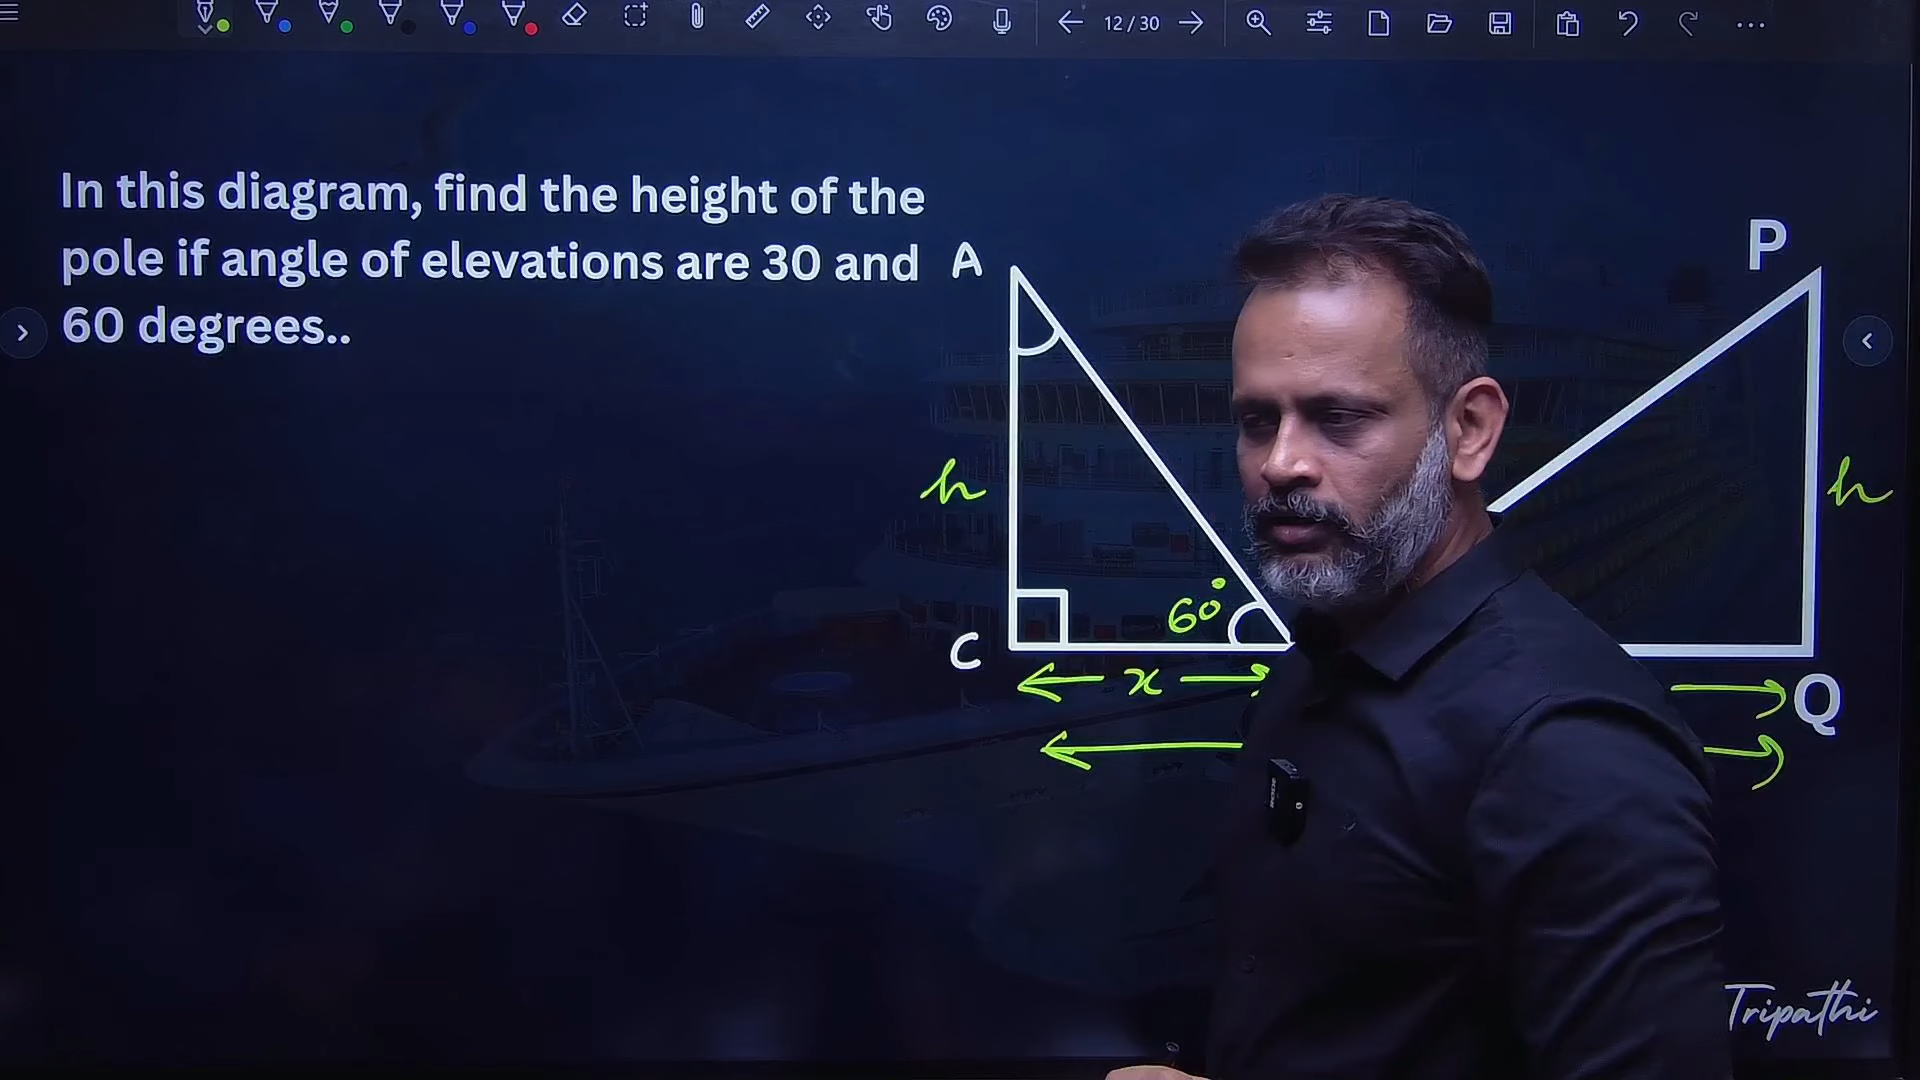 12 / 30
In this diagram, find the height of the
pole if angle of elevations are 30 and
60 degrees..
A
P
h
h
60°
C
x
Q
Tripathi